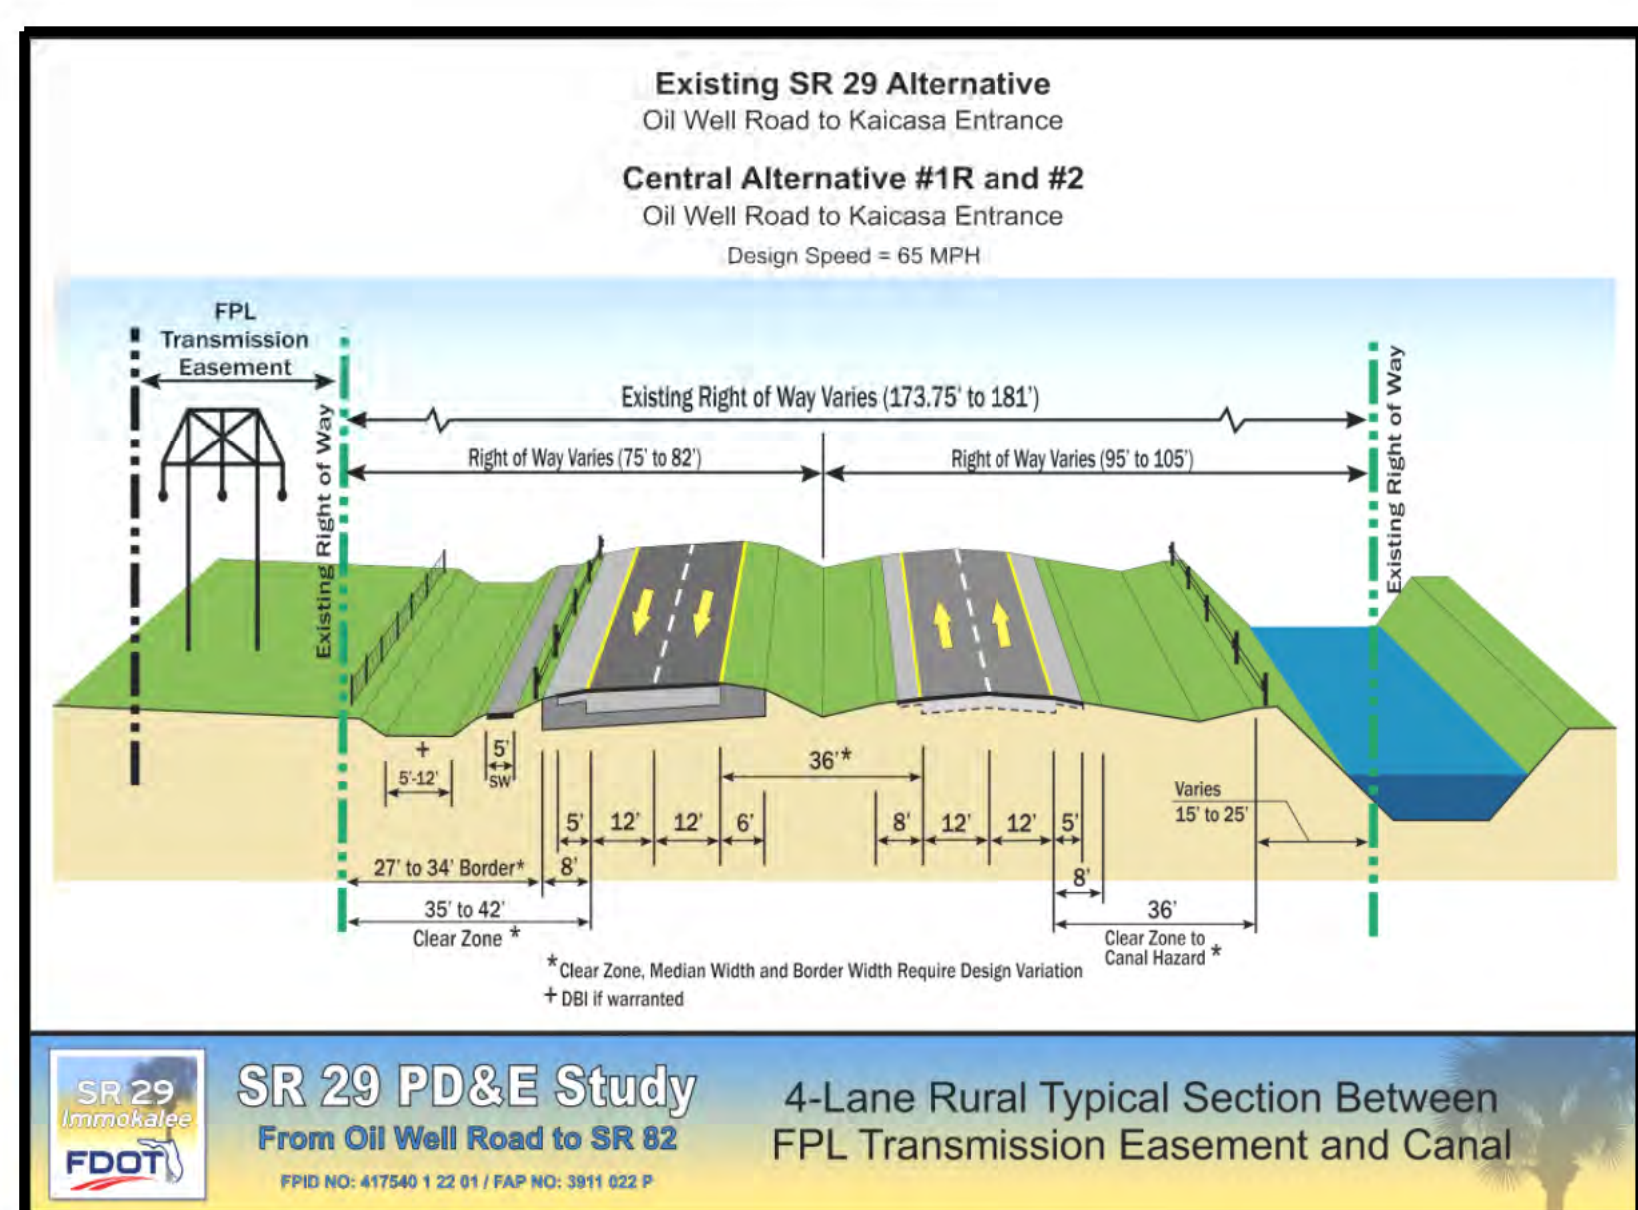 Existing SR 29 Alternative
Oil Well Road to Kaicasa Entrance
Central Alternative #1R and #2
Oil Well Road to Kaicasa Entrance
Design Speed = 65 MPH
FPL
Transmission
Easement
Existing Right of Way
Existing Right of Way Varies (173.75' to 181')
Right of Way Varies (75' to 82')
Right of Way Varies (95' to 105')
Existing Right of Way
+
5'-12'
5'
SW
36'*
5'
12'
12'
6'
8'
12'
12'
5'
Varies
15' to 25'
27' to 34' Border*
8'
8'
35' to 42'
Clear Zone *
36'
Clear Zone to
Canal Hazard *
*Clear Zone, Median Width and Border Width Require Design Variation
+ DBI if warranted
SR 29
Immokalee
FDOT
SR 29 PD&E Study
From Oil Well Road to SR 82
FPID NO: 417540 1 22 01 / FAP NO: 3911 022 P
4-Lane Rural Typical Section Between
FPL Transmission Easement and Canal